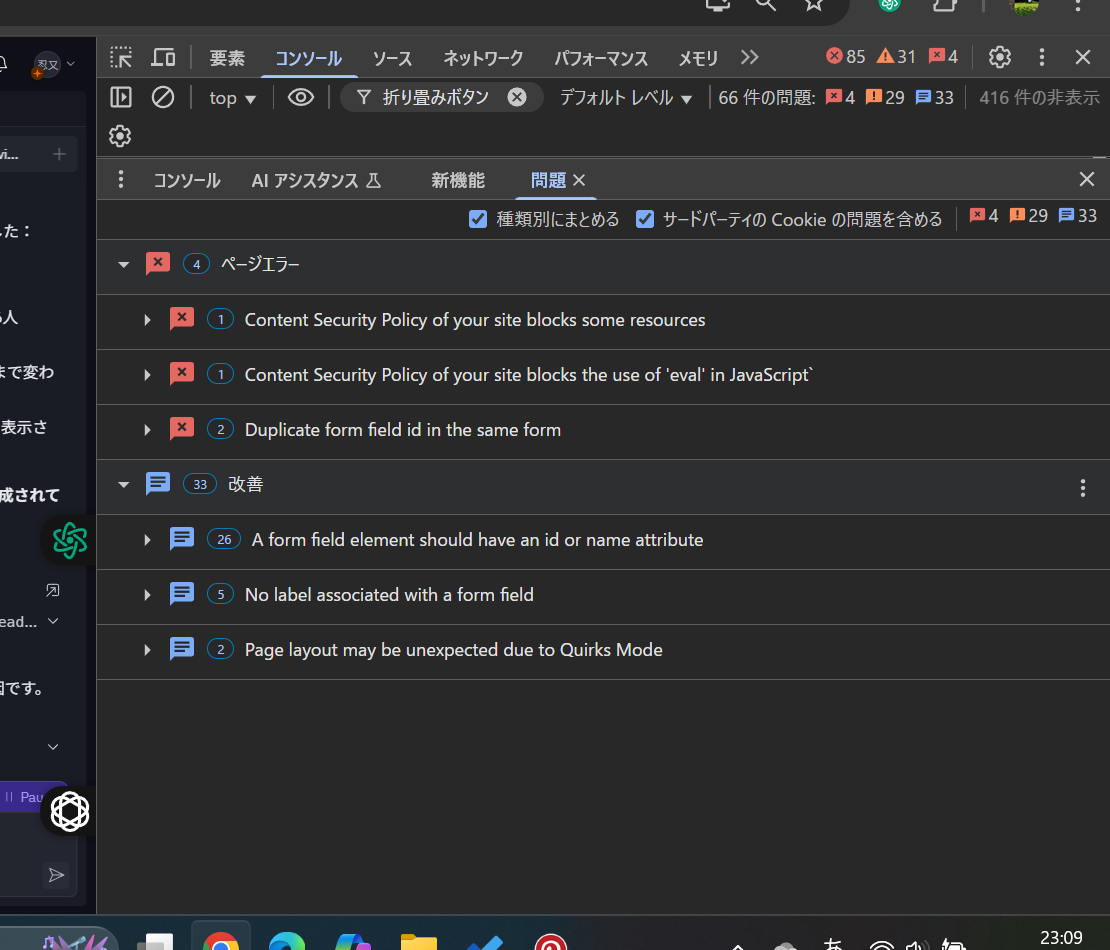 忍又
要素 コンソール ソース ネットワーク パフォーマンス メモリ 85 31 4
top 折り畳みボタン デフォルト レベル 66 件の問題: 4 29 33 416 件の非表示
コンソール AI アシスタンス 新機能 問題
種類別にまとめる サードパーティの Cookie の問題を含める 4 29 33
4 ページエラー
1 Content Security Policy of your site blocks some resources
1 Content Security Policy of your site blocks the use of 'eval' in JavaScript`
2 Duplicate form field id in the same form
33 改善
26 A form field element should have an id or name attribute
5 No label associated with a form field
2 Page layout may be unexpected due to Quirks Mode
vi...
した：
人
まで変わ
表示さ
成されて
ead...
因です。
Pau
あ
23:09